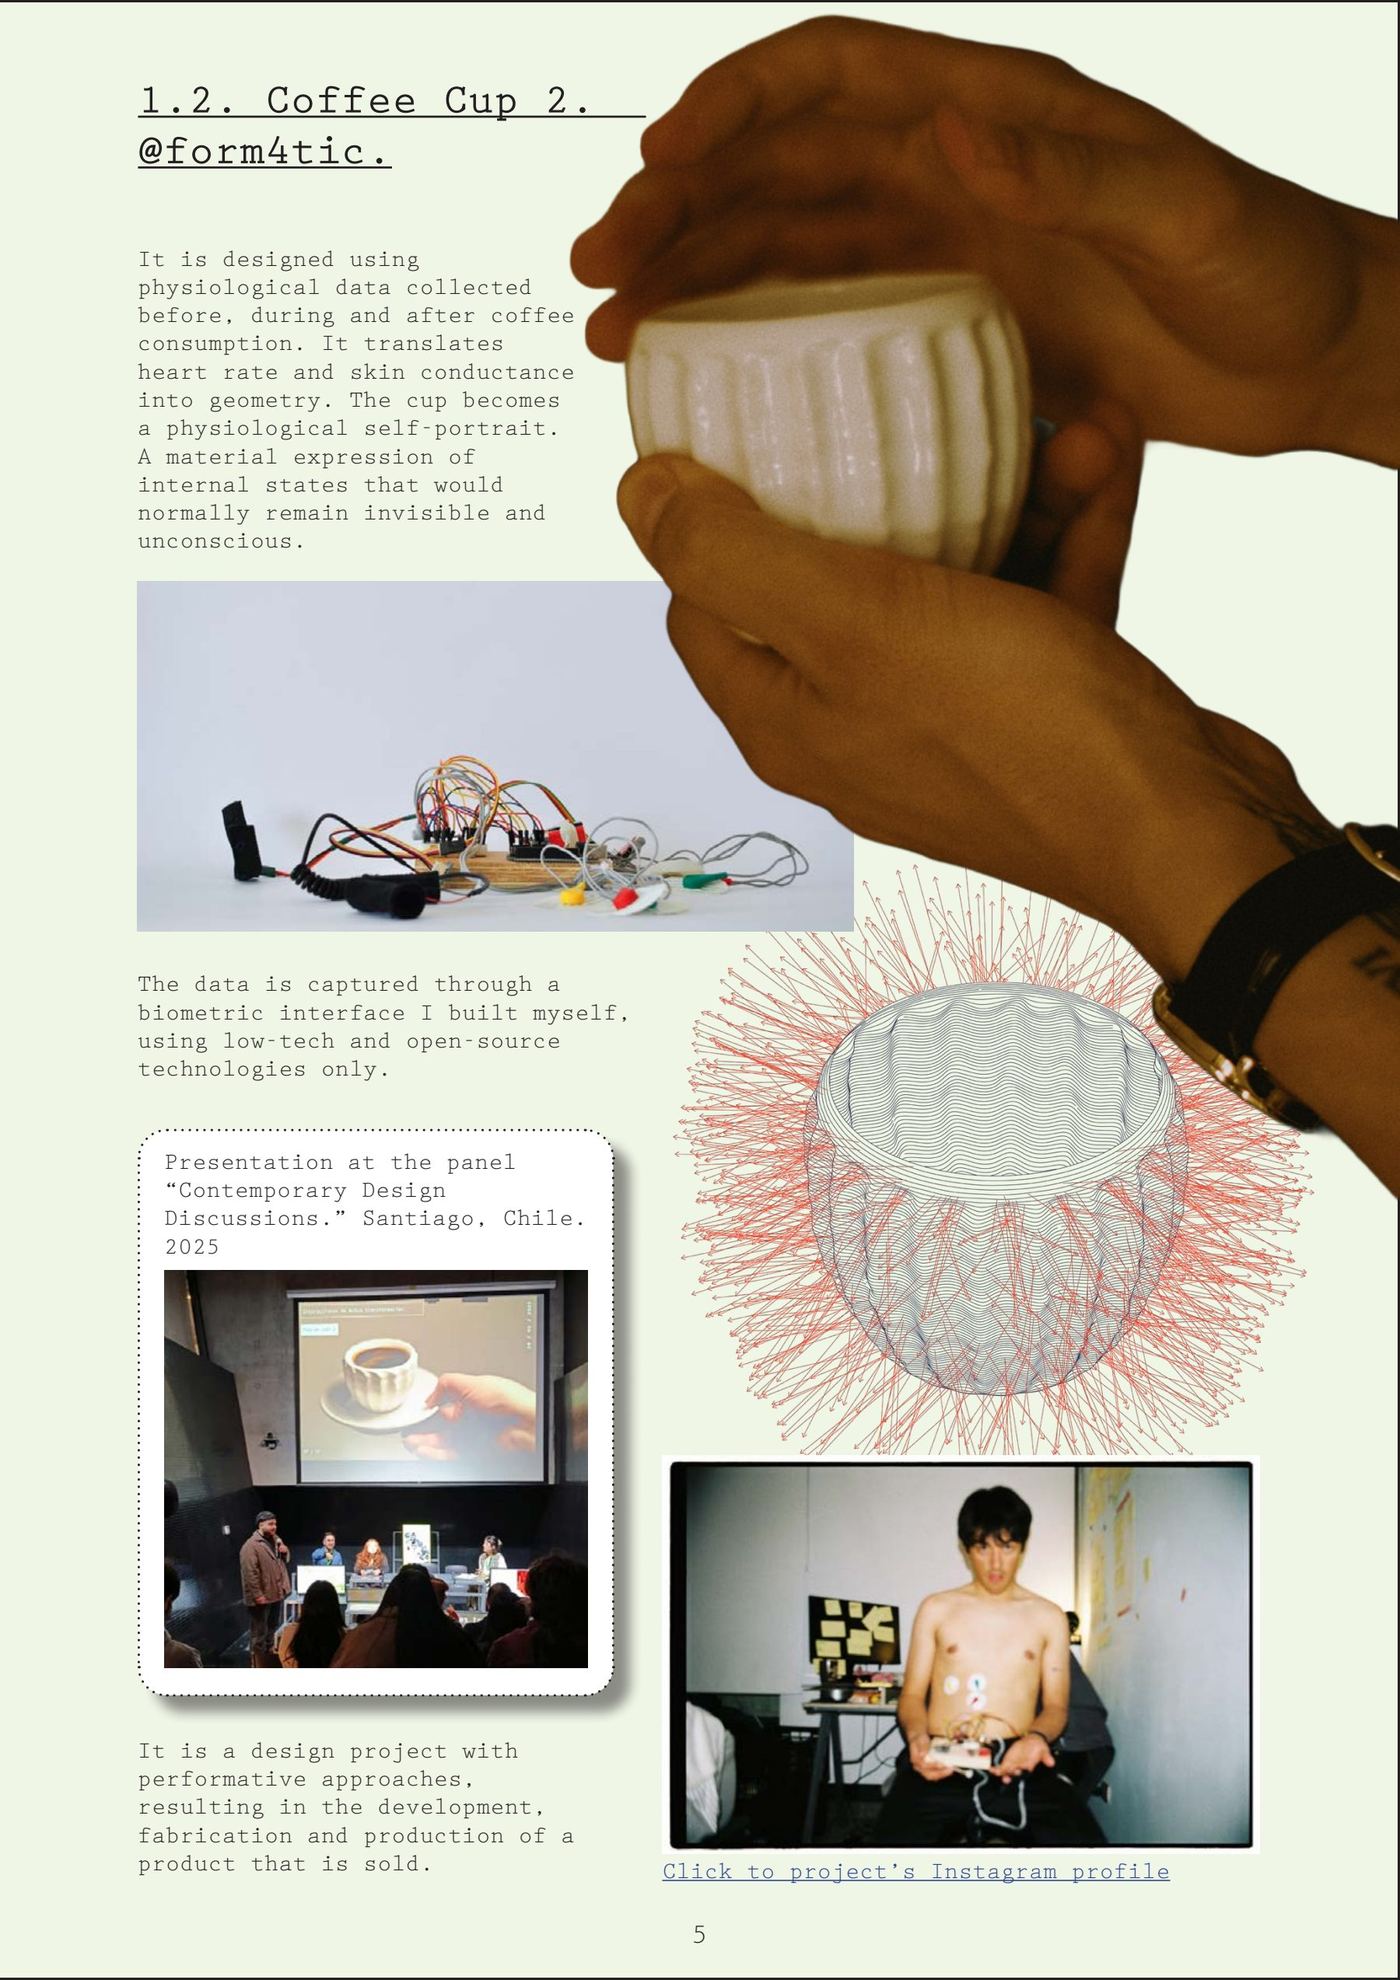 1.2. Coffee Cup 2.
@form4tic.
It is designed using
physiological data collected
before, during and after coffee
consumption. It translates
heart rate and skin conductance
into geometry. The cup becomes
a physiological self-portrait.
A material expression of
internal states that would
normally remain invisible and
unconscious.
The data is captured through a
biometric interface I built myself,
using low-tech and open-source
technologies only.
Presentation at the panel
“Contemporary Design
Discussions.” Santiago, Chile.
2025
It is a design project with
performative approaches,
resulting in the development,
fabrication and production of a
product that is sold.
Click to project’s Instagram profile
5